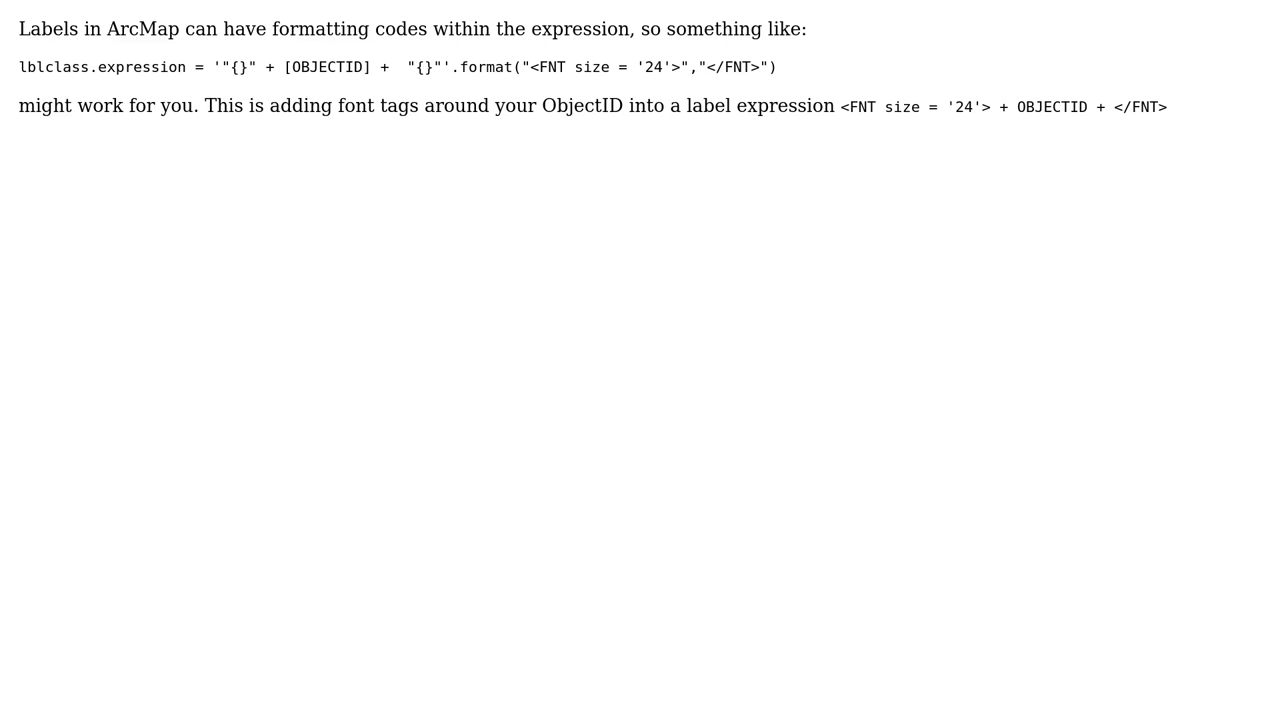 Labels in ArcMap can have formatting codes within the expression, so something like:
lblclass.expression = '"{}" + [OBJECTID] +  "{}"'.format("<FNT size = '24'>","</FNT>")
might work for you. This is adding font tags around your ObjectID into a label expression <FNT size = '24'> + OBJECTID + </FNT>